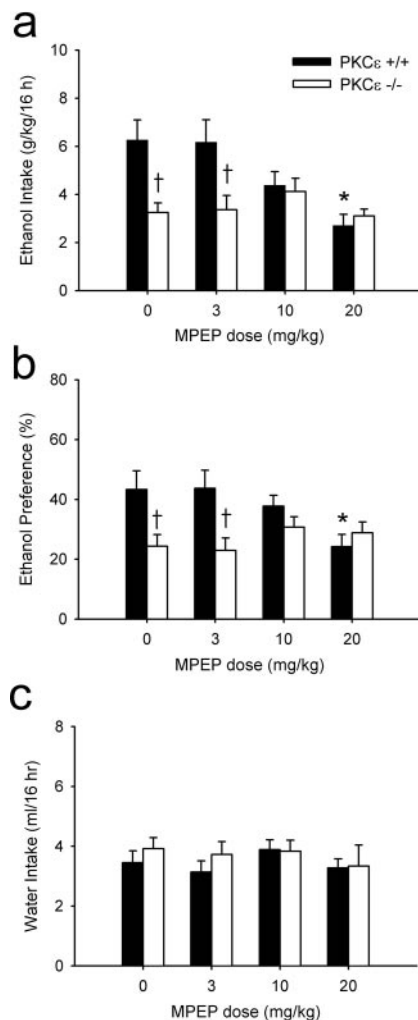 a
PKCε +/+
PKCε -/-
Ethanol Intake (g/kg/16 h)
10
8
6
4
2
0
†
†
*
0 3 10 20
MPEP dose (mg/kg)
b
Ethanol Preference (%)
80
60
40
20
0
†
†
*
0 3 10 20
MPEP dose (mg/kg)
c
Water Intake (ml/16 hr)
8
6
4
2
0
0 3 10 20
MPEP dose (mg/kg)